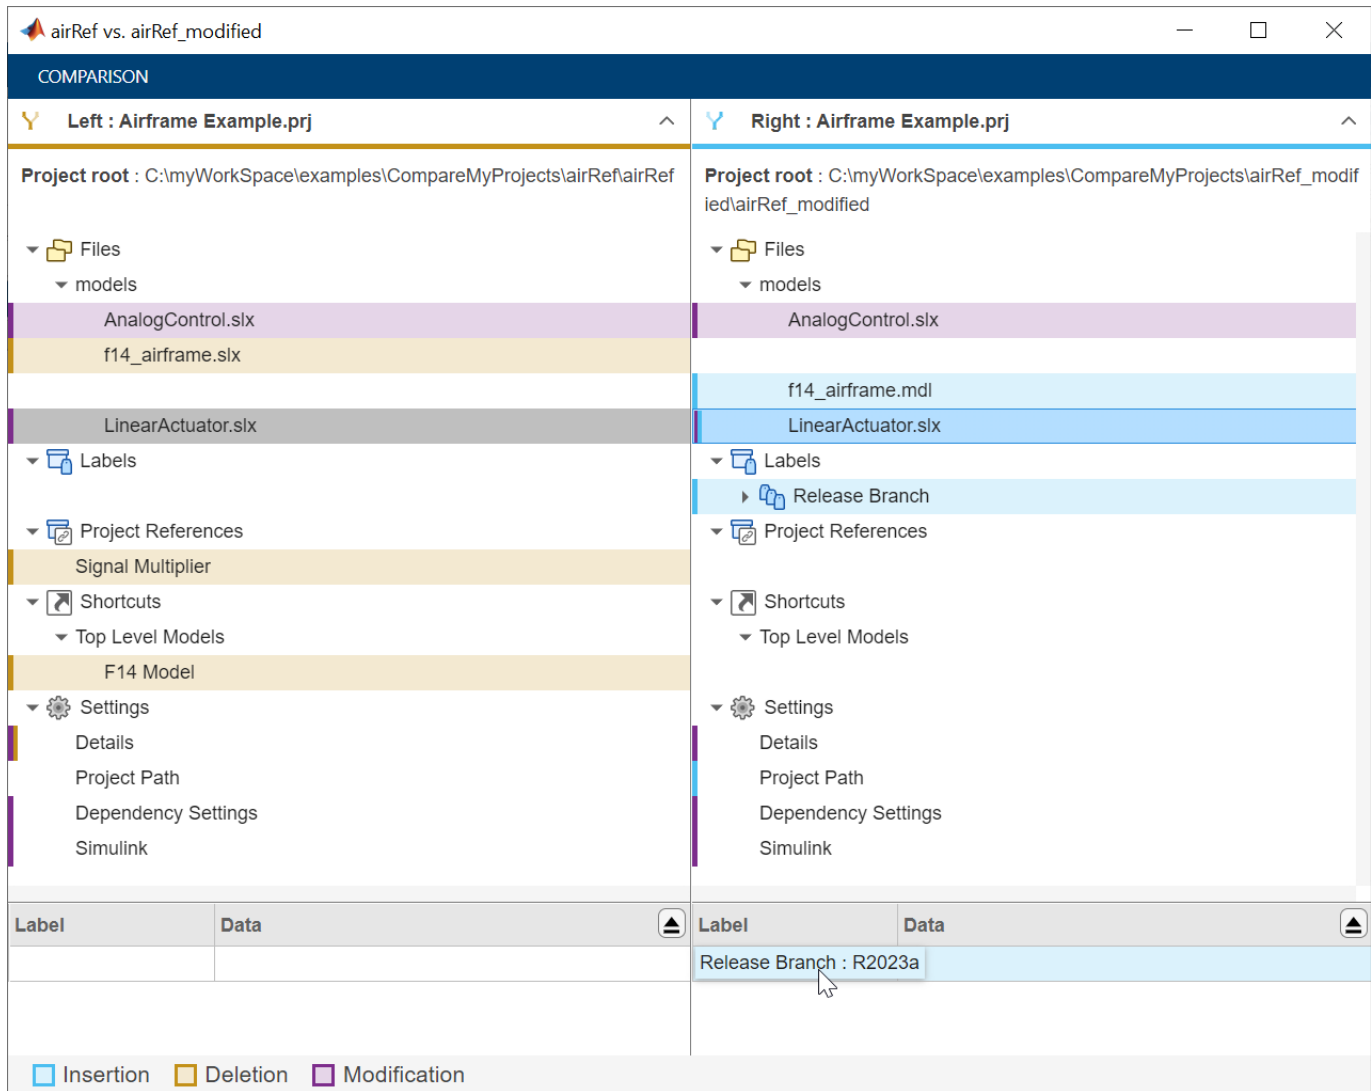 airRef vs. airRef_modified
COMPARISON
Left : Airframe Example.prj
Project root : C:\myWorkSpace\examples\CompareMyProjects\airRef\airRef
Files
models
AnalogControl.slx
f14_airframe.slx
LinearActuator.slx
Labels
Project References
Signal Multiplier
Shortcuts
Top Level Models
F14 Model
Settings
Details
Project Path
Dependency Settings
Simulink
Label Data
Right : Airframe Example.prj
Project root : C:\myWorkSpace\examples\CompareMyProjects\airRef_modif
ied\airRef_modified
Files
models
AnalogControl.slx
f14_airframe.mdl
LinearActuator.slx
Labels
Release Branch
Project References
Shortcuts
Top Level Models
Settings
Details
Project Path
Dependency Settings
Simulink
Label Data
Release Branch : R2023a
Insertion Deletion Modification